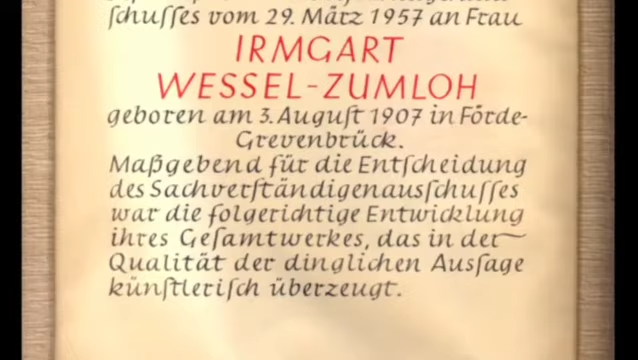 ſchuſſes vom 29. März 1957 an Frau
IRMGART
WESSEL-ZUMLOH
geboren am 3. Auguſt 1907 in Förde-
Grevenbrück.
Maßgebend für die Entſcheidung
des Sachverſtändigenausſchuſſes
war die folgerichtige Entwicklung
ihres Geſamtwerkes, das in der
Qualität der dinglichen Ausſage
künſtleriſch überzeugt.